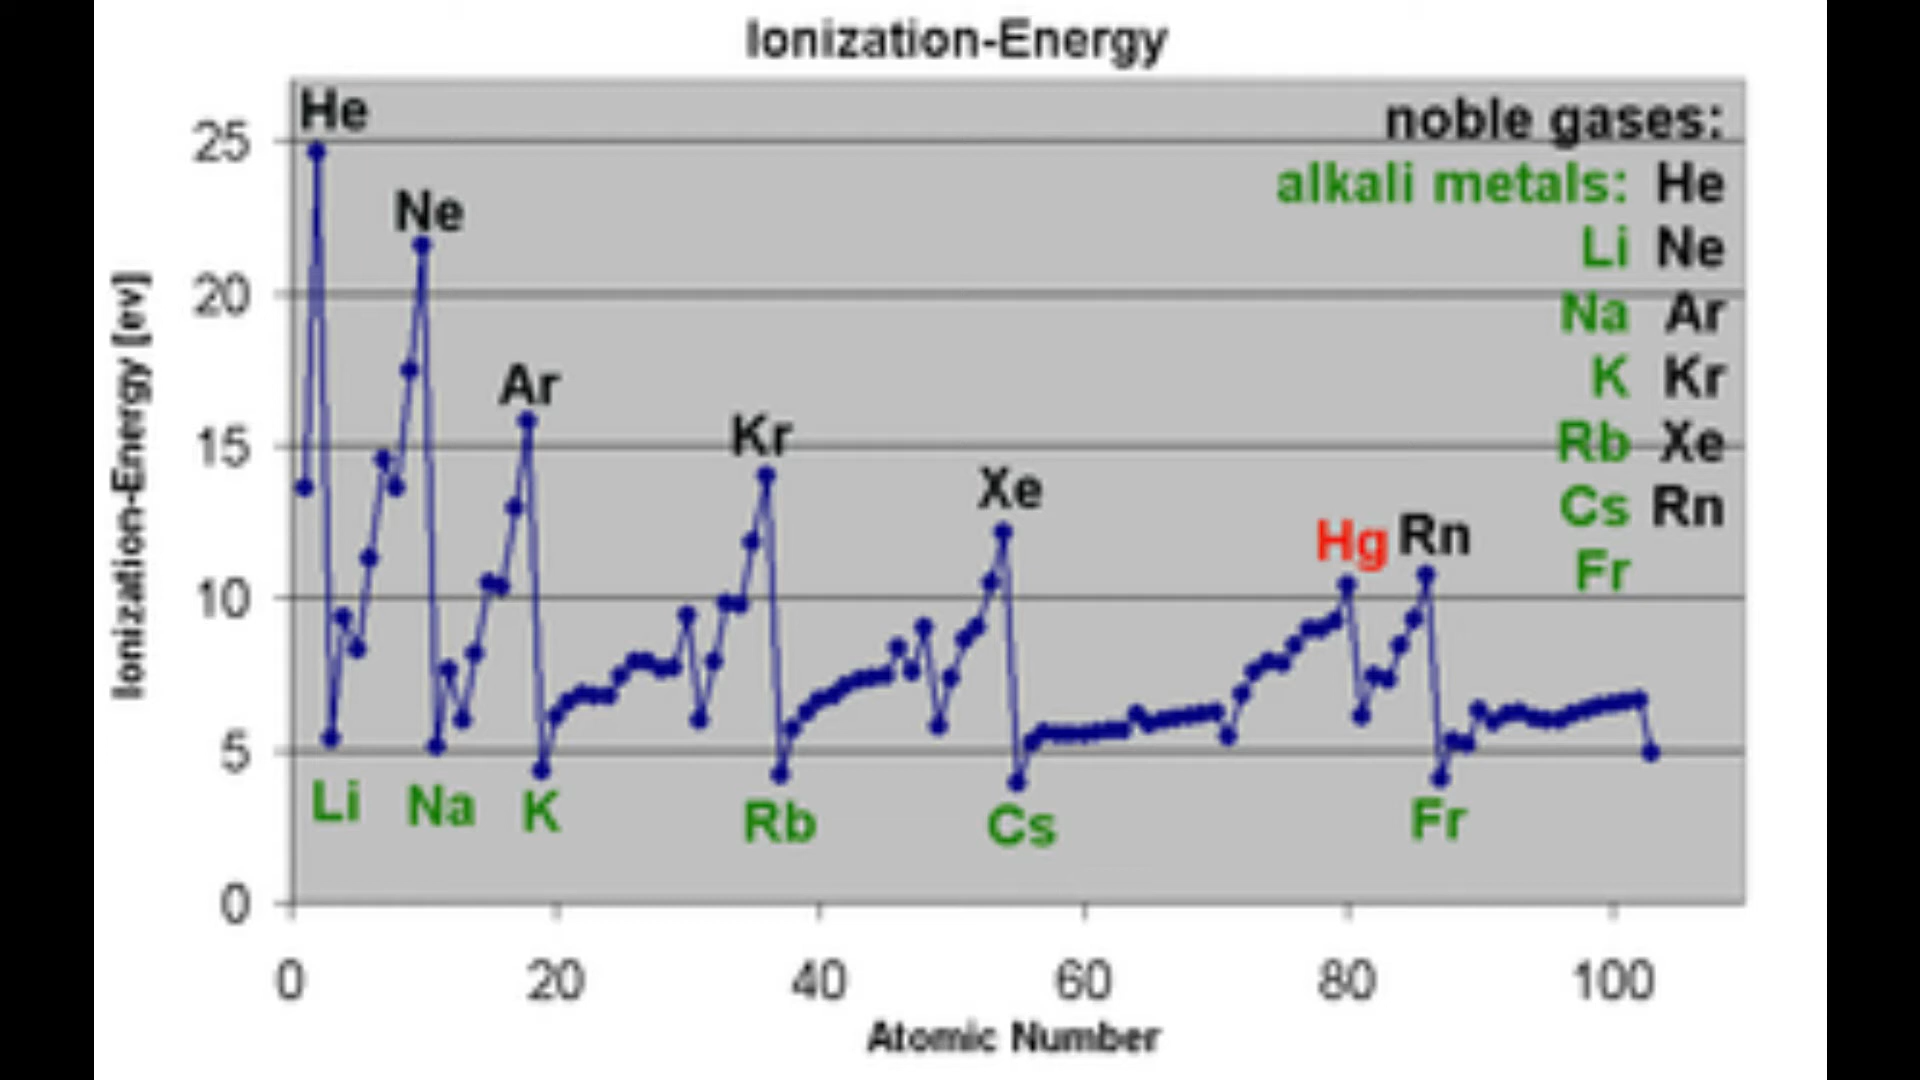 Ionization-Energy
He
noble gases:
25
alkali metals: He
Ne
Li Ne
20
Na Ar
Ar
K Kr
Kr
15
Rb Xe
Xe
Cs Rn
Hg Rn
Fr
10
5
Li Na K Rb Cs Fr
0
0 20 40 60 80 100
Atomic Number
Ionization-Energy [ev]